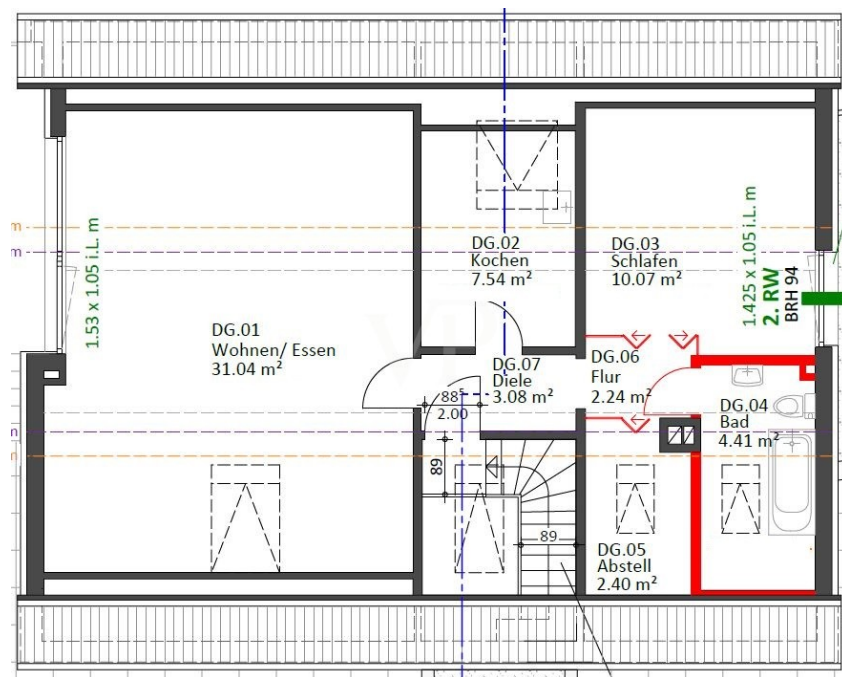 m
m
m
m
1.53 x 1.05 i.L. m
DG.01
Wohnen/ Essen
31.04 m²
DG.02
Kochen
7.54 m²
DG.03
Schlafen
10.07 m²
1.425 x 1.05 i.L. m
2. RW
BRH 94
DG.07
Diele
3.08 m²
DG.06
Flur
2.24 m²
DG.04
Bad
4.41 m²
88⁵
2.00
89
89
DG.05
Abstell
2.40 m²